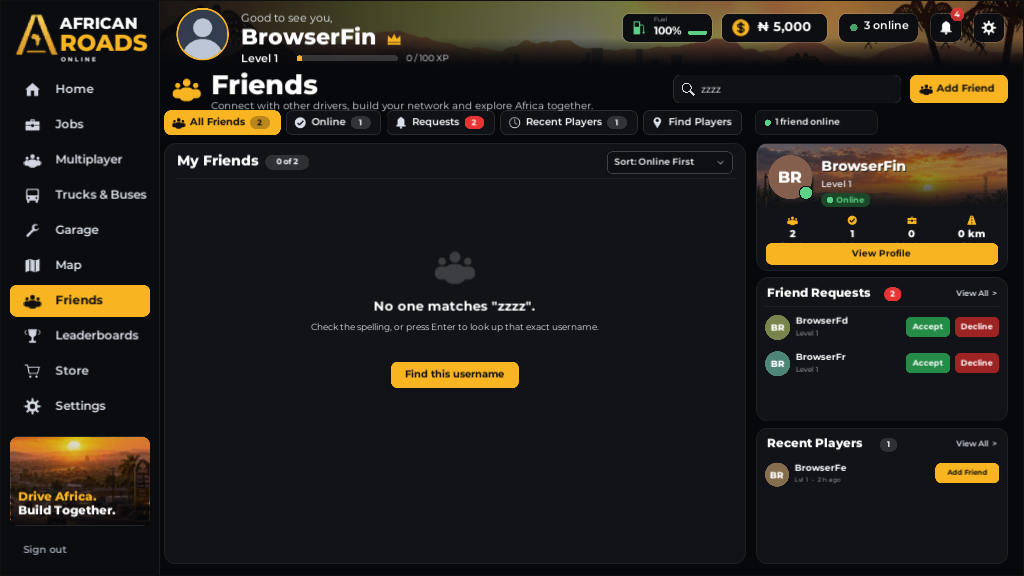 AFRICAN
ROADS
ONLINE
Home
Jobs
Multiplayer
Trucks & Buses
Garage
Map
Friends
Leaderboards
Store
Settings
Drive Africa.
Build Together.
Sign out
Good to see you,
BrowserFin
Level 1
0 / 100 XP
Fuel
100%
₦ 5,000
3 online
4
Friends
Connect with other drivers, build your network and explore Africa together.
zzzz
Add Friend
All Friends 2
Online 1
Requests 2
Recent Players 1
Find Players
1 friend online
My Friends 0 of 2
Sort: Online First
No one matches "zzzz".
Check the spelling, or press Enter to look up that exact username.
Find this username
BR
BrowserFin
Level 1
Online
2 1 0 0 km
View Profile
Friend Requests 2 View All >
BR BrowserFd
Level 1
Accept Decline
BR BrowserFr
Level 1
Accept Decline
Recent Players 1 View All >
BR BrowserFe
Lvl 1 - 2 h ago
Add Friend